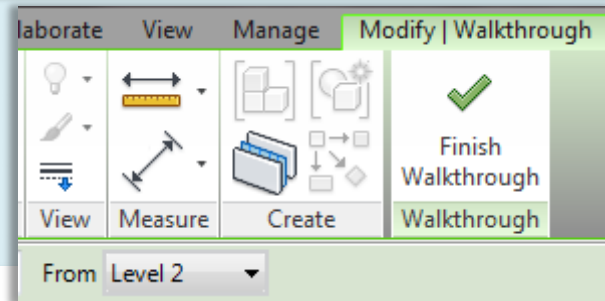 laborate View Manage Modify | Walkthrough
Finish
Walkthrough
View Measure Create Walkthrough
From Level 2